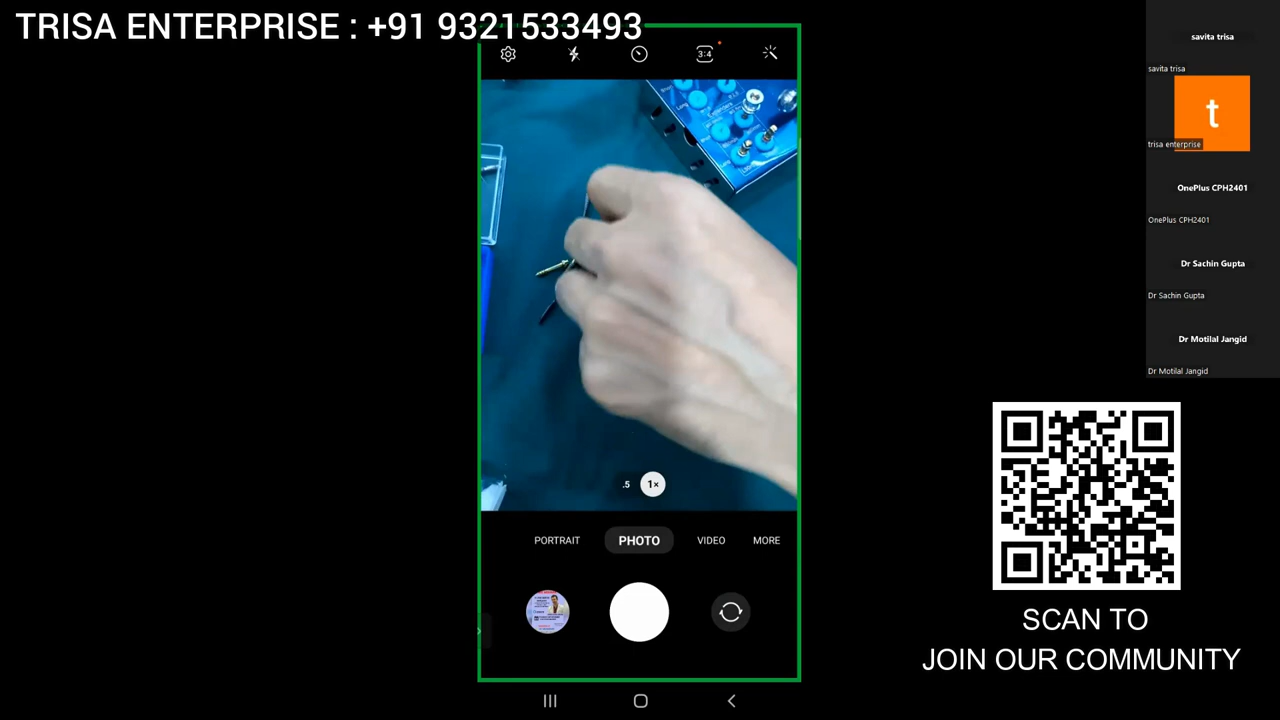 TRISA ENTERPRISE : +91 9321533493
3:4
Long
.5
1×
PORTRAIT
PHOTO
VIDEO
MORE
savita trisa
savita trisa
t
trisa enterprise
OnePlus CPH2401
OnePlus CPH2401
Dr Sachin Gupta
Dr Sachin Gupta
Dr Motilal Jangid
Dr Motilal Jangid
SCAN TO
JOIN OUR COMMUNITY